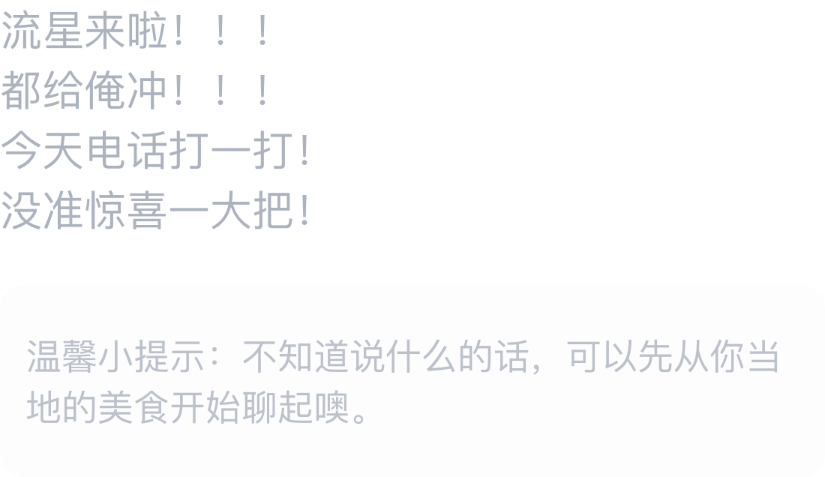 流星来啦！！！
都给俺冲！！！
今天电话打一打！
没准惊喜一大把！
温馨小提示：不知道说什么的话，可以先从你当
地的美食开始聊起噢。